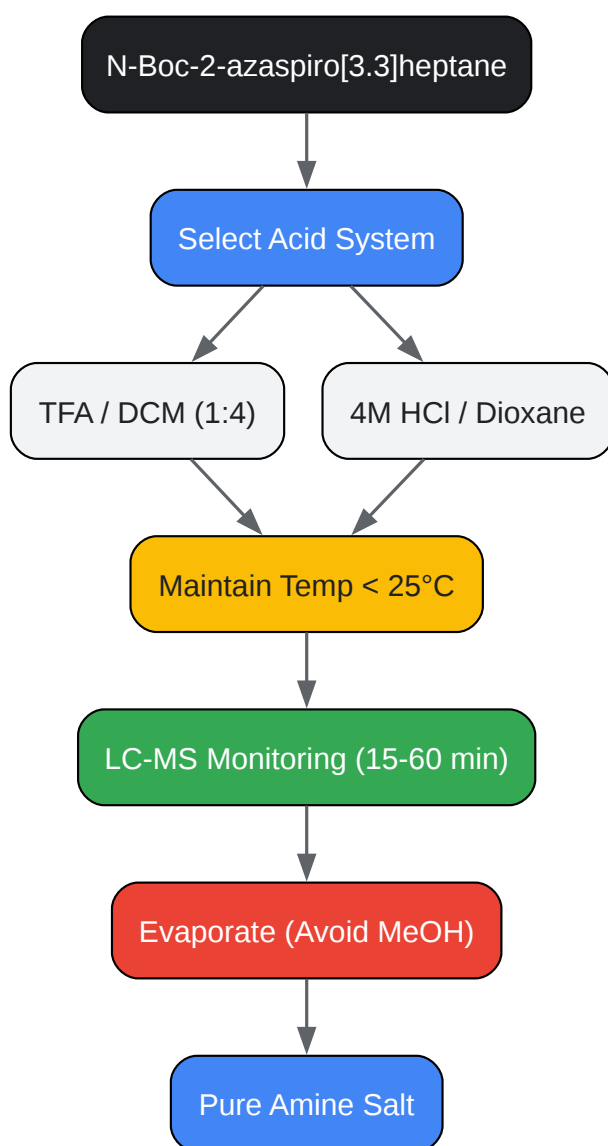 N-Boc-2-azaspiro[3.3]heptane
Select Acid System
TFA / DCM (1:4)
4M HCl / Dioxane
Maintain Temp < 25°C
LC-MS Monitoring (15-60 min)
Evaporate (Avoid MeOH)
Pure Amine Salt